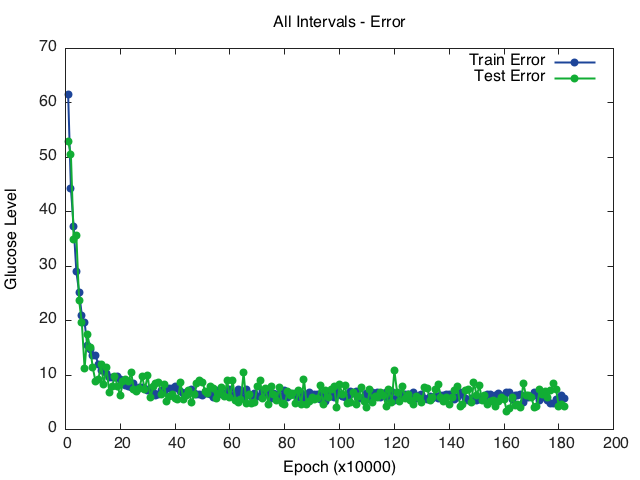 All Intervals - Error
70
60
50
40
30
20
10
0
Glucose Level
Train Error
Test Error
0 20 40 60 80 100 120 140 160 180 200
Epoch (x10000)